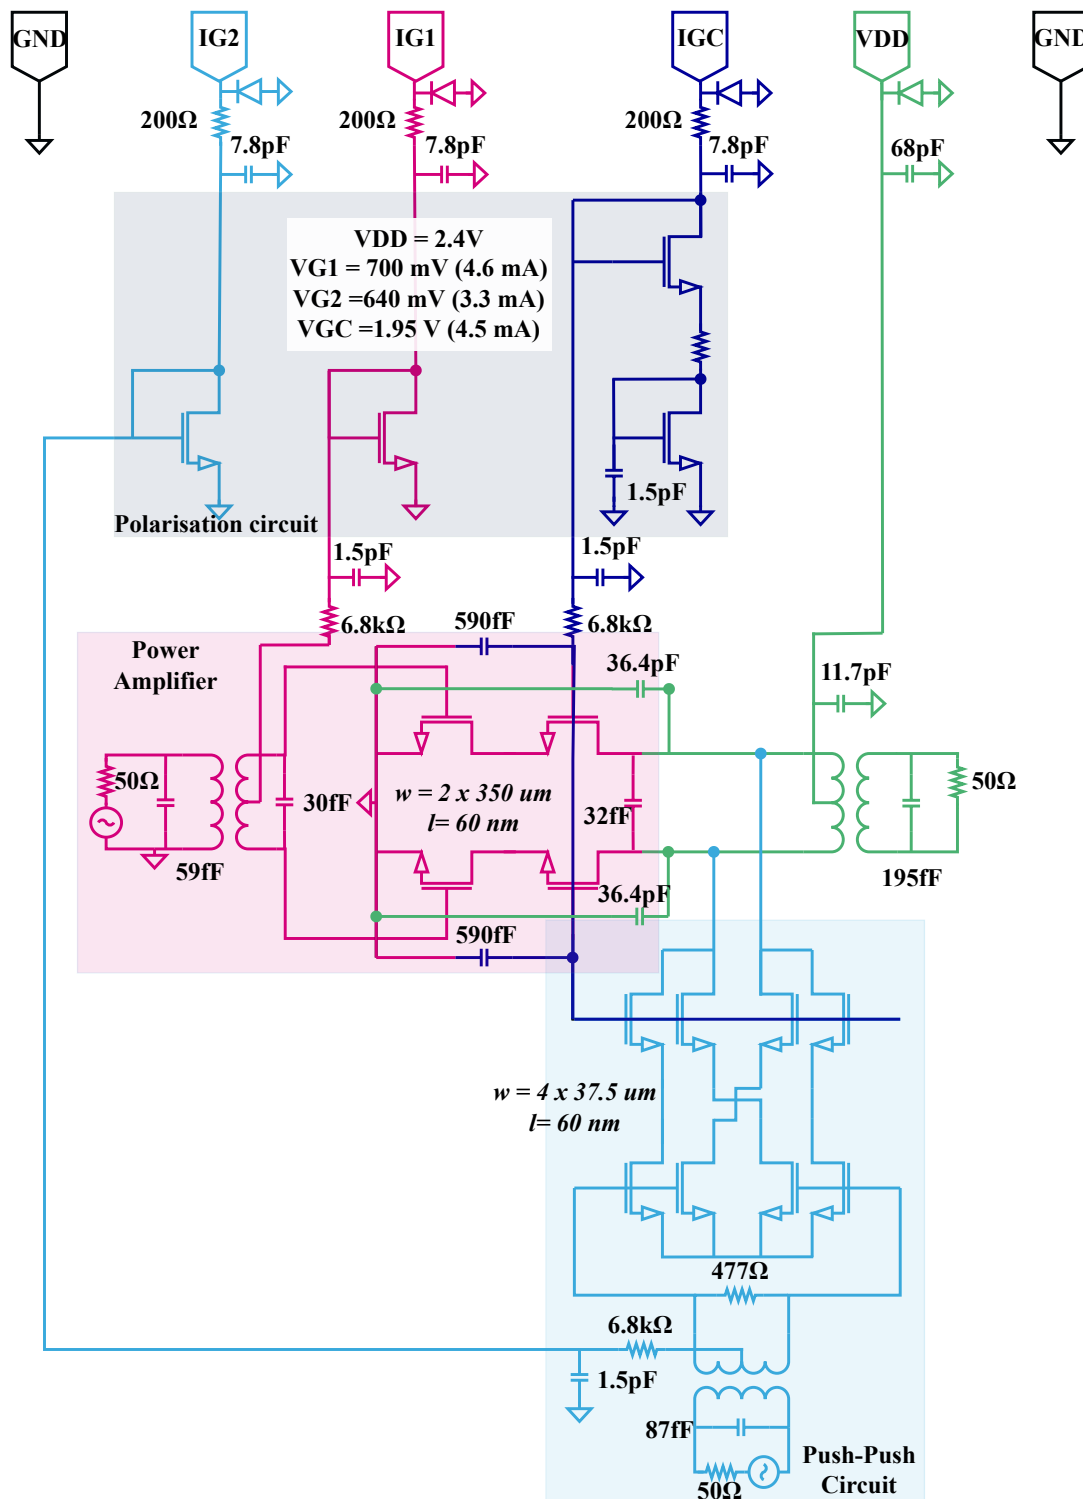 GND
IG2
IG1
IGC
VDD
GND
200Ω
200Ω
200Ω
7.8pF
7.8pF
7.8pF
68pF
VDD = 2.4V
VG1 = 700 mV (4.6 mA)
VG2 =640 mV (3.3 mA)
VGC =1.95 V (4.5 mA)
1.5pF
Polarisation circuit
1.5pF
1.5pF
6.8kΩ
590fF
6.8kΩ
Power
Amplifier
36.4pF
11.7pF
50Ω
30fF
w = 2 x 350 um
l= 60 nm
32fF
50Ω
59fF
36.4pF
195fF
590fF
w = 4 x 37.5 um
l= 60 nm
477Ω
6.8kΩ
1.5pF
87fF
50Ω
Push-Push
Circuit